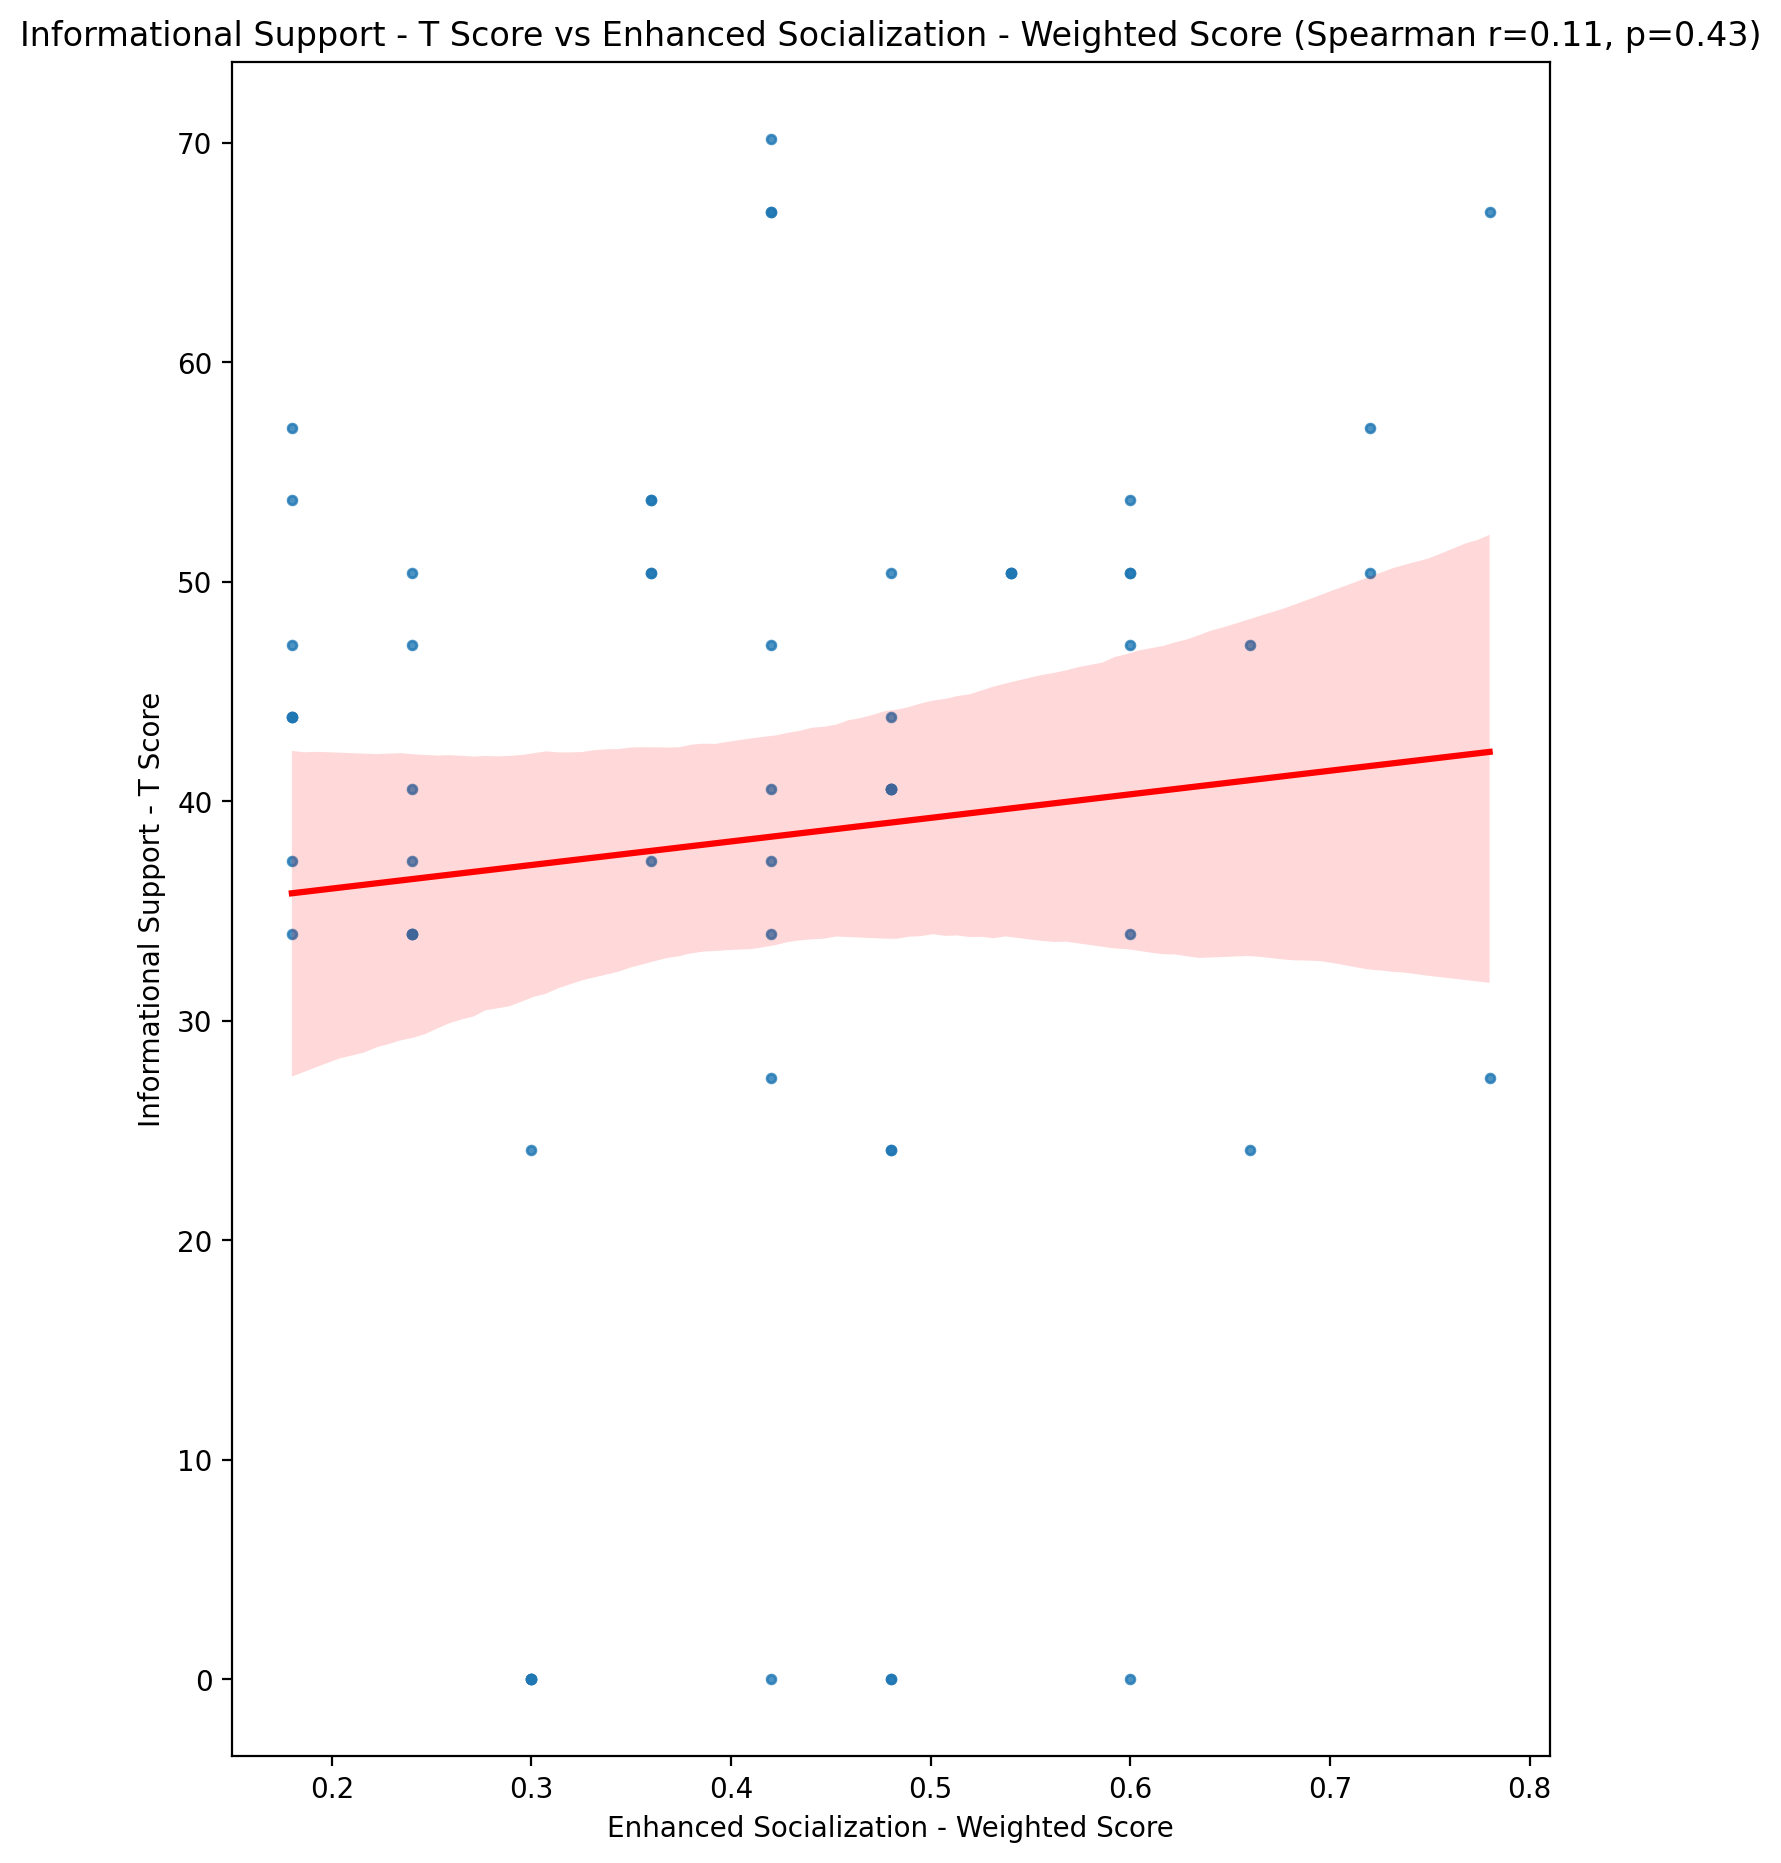 Informational Support - T Score vs Enhanced Socialization - Weighted Score (Spearman r=0.11, p=0.43)
70
60
50
40
30
20
10
0
Informational Support - T Score
0.2 0.3 0.4 0.5 0.6 0.7 0.8
Enhanced Socialization - Weighted Score